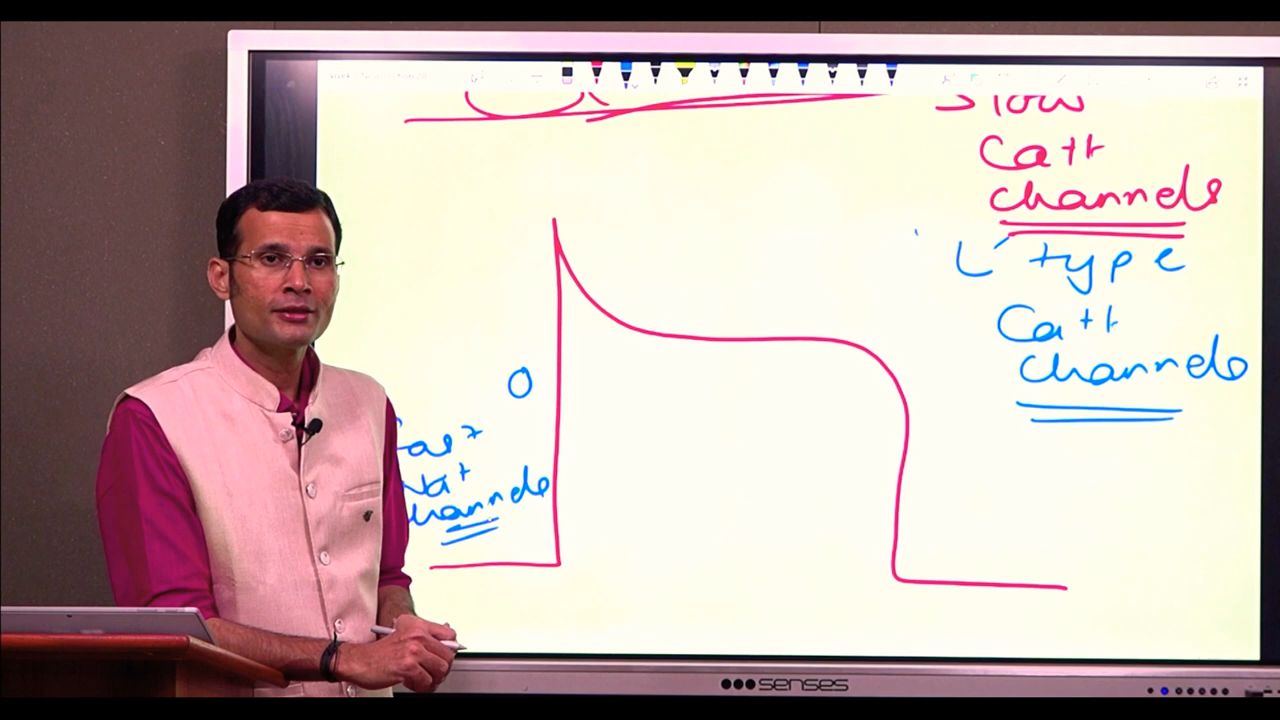 Slow
Ca++
channels
'L' type
Ca++
channels
0
Fast
Na+
channels
senses